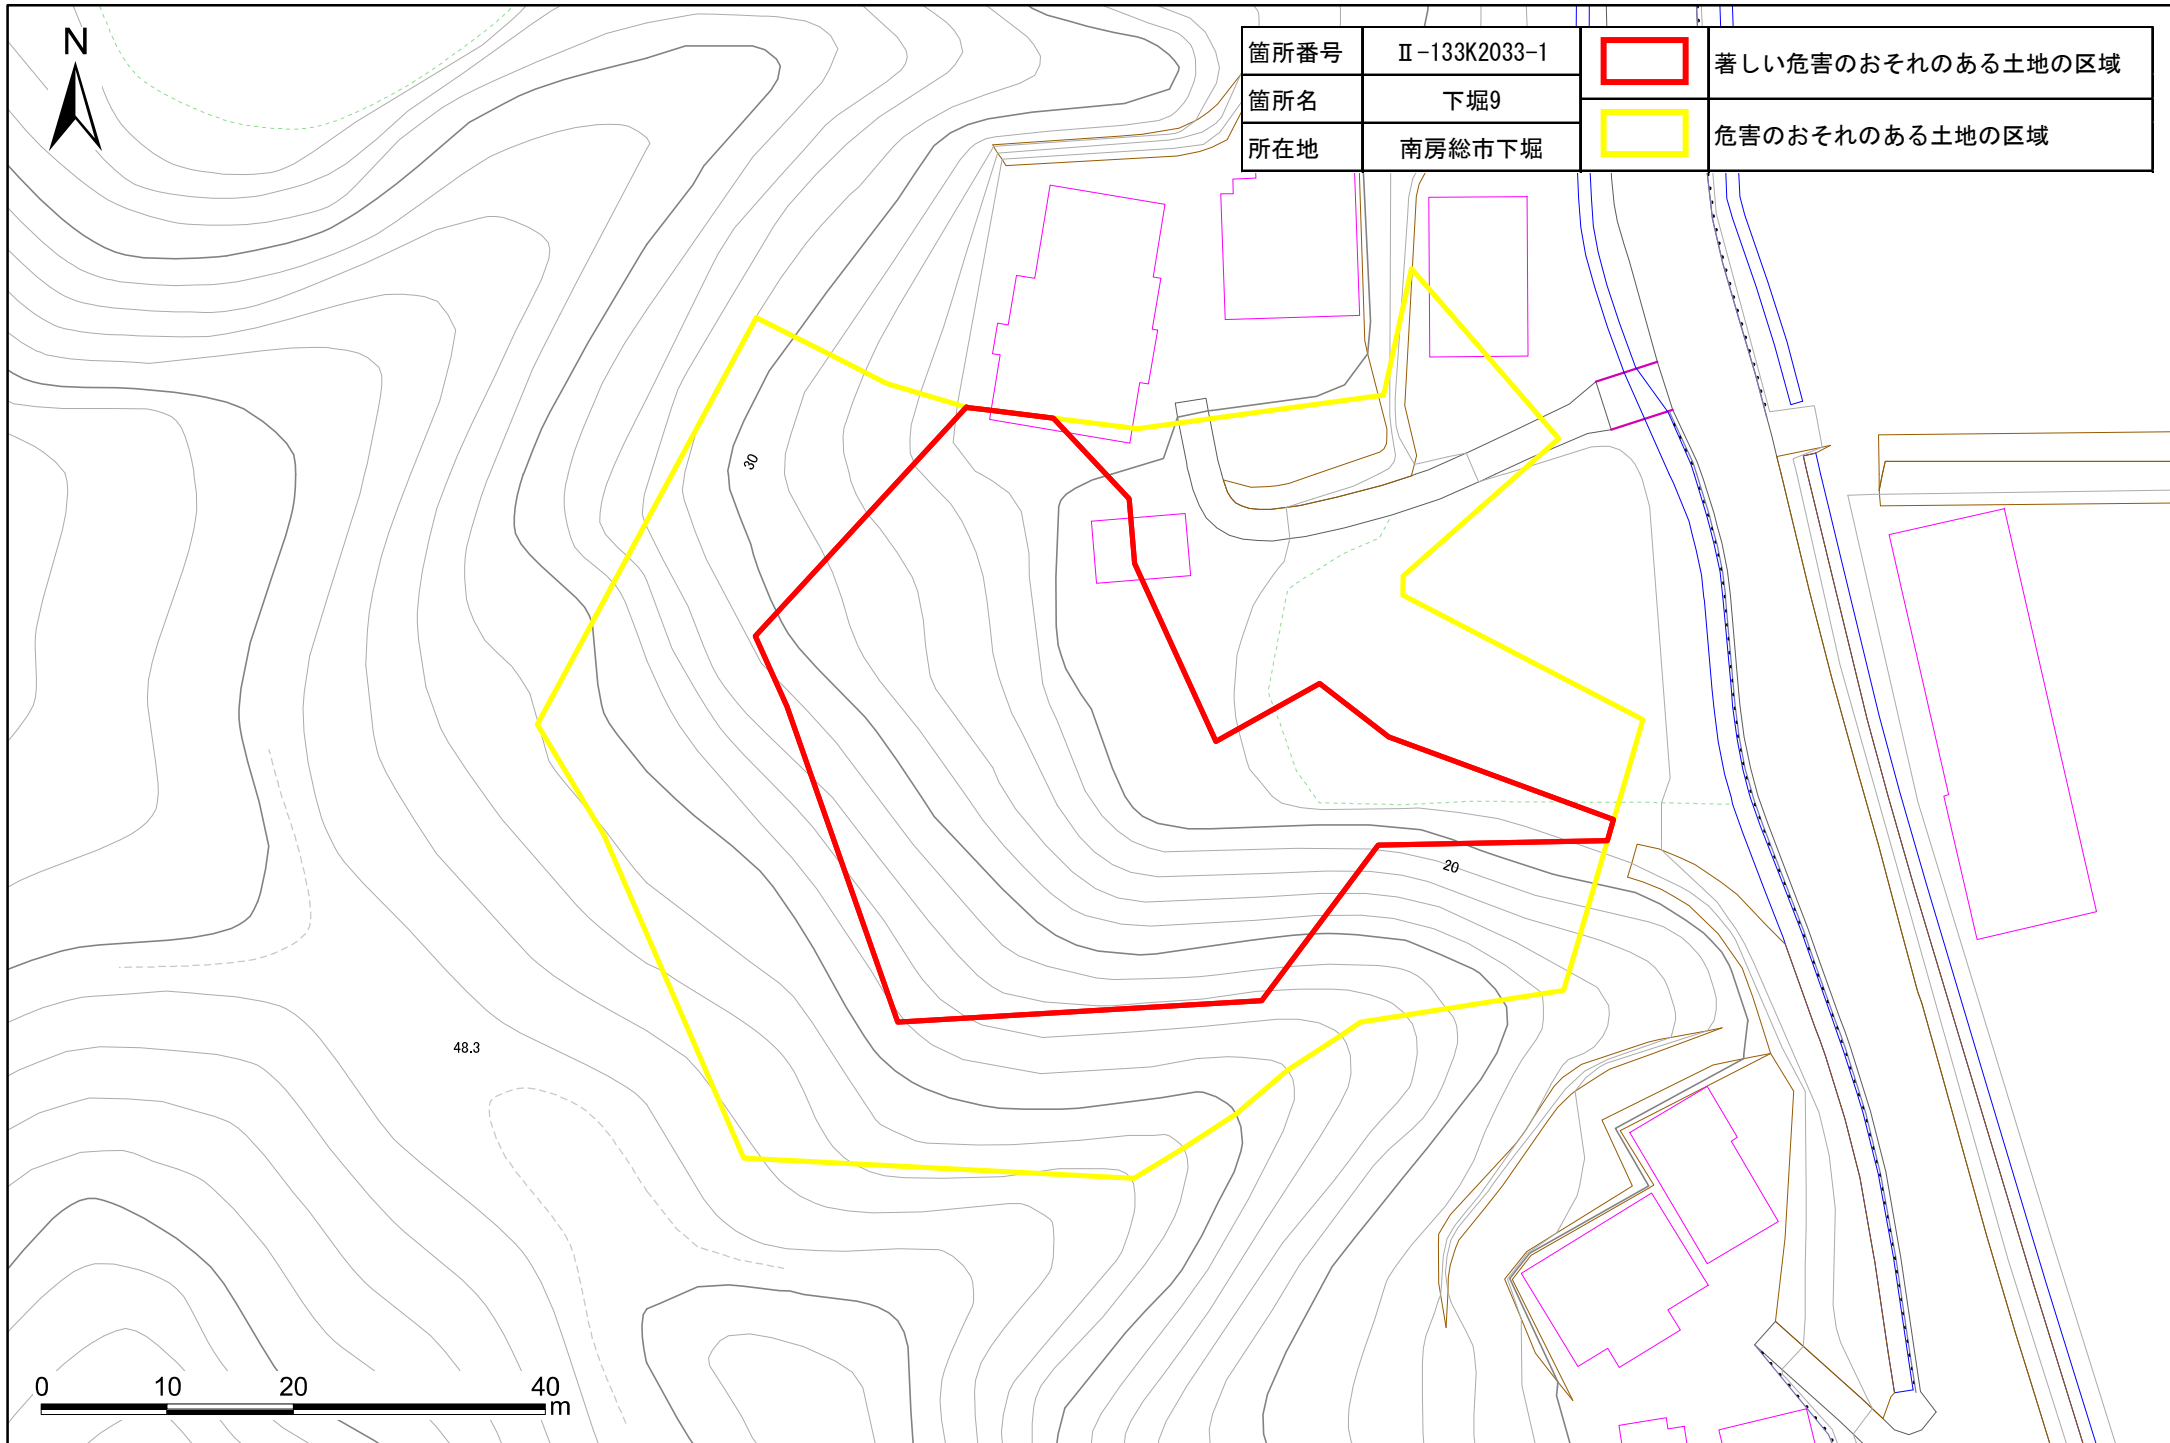 N
箇所番号 Ⅱ-133K2033-1
著しい危害のおそれのある土地の区域
箇所名 下堀9
危害のおそれのある土地の区域
所在地 南房総市下堀
30
20
48.3
0 10 20 40
m